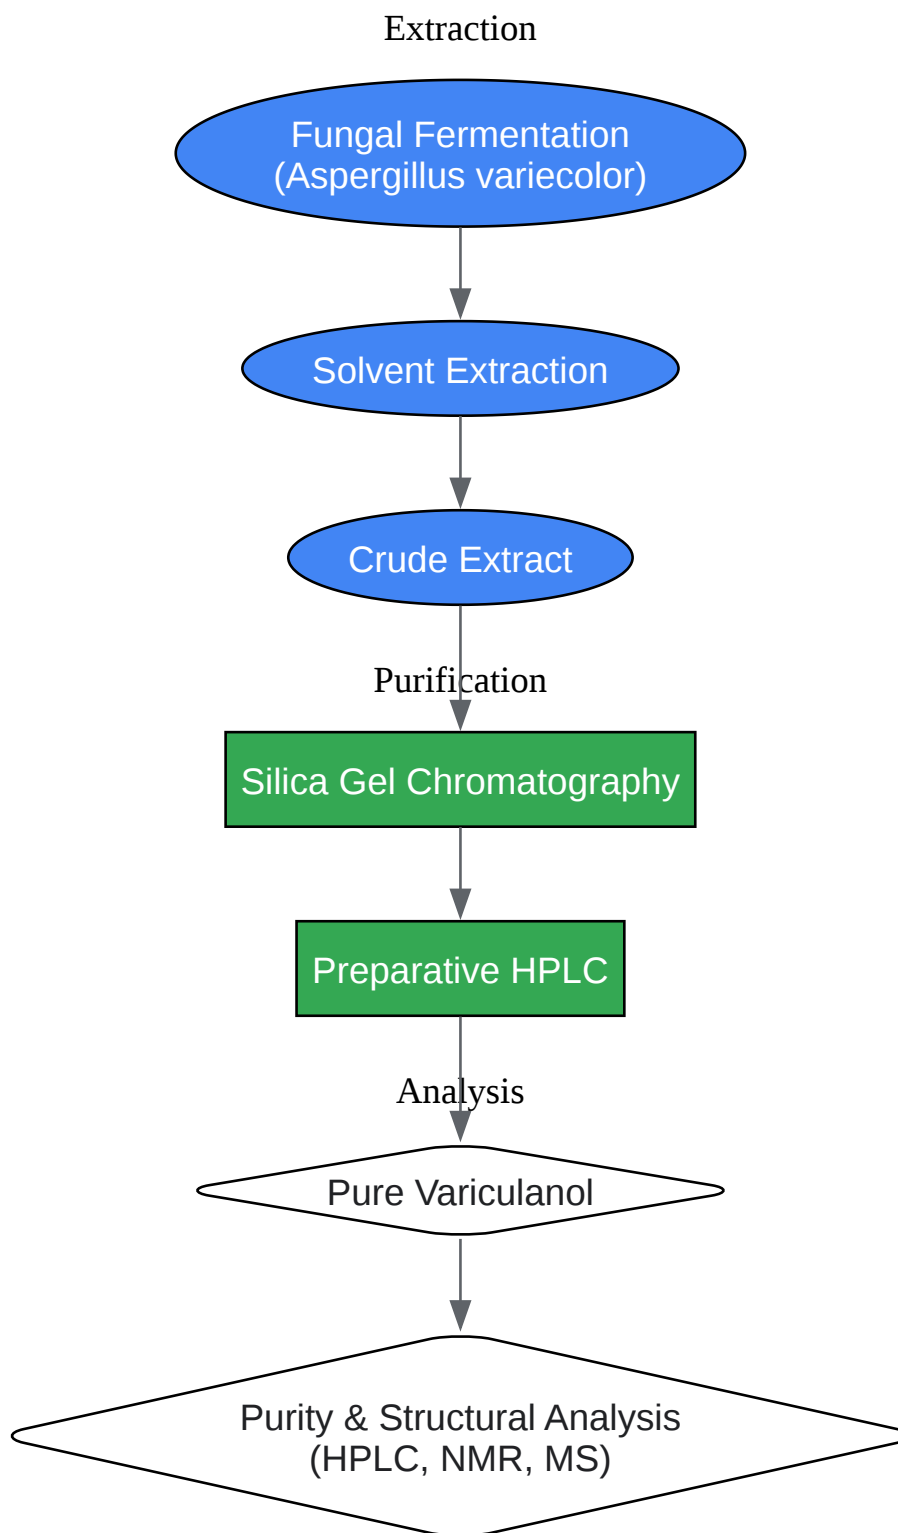 Extraction
Fungal Fermentation
(Aspergillus variecolor)
Solvent Extraction
Crude Extract
Purification
Silica Gel Chromatography
Preparative HPLC
Analysis
Pure Variculanol
Purity & Structural Analysis
(HPLC, NMR, MS)